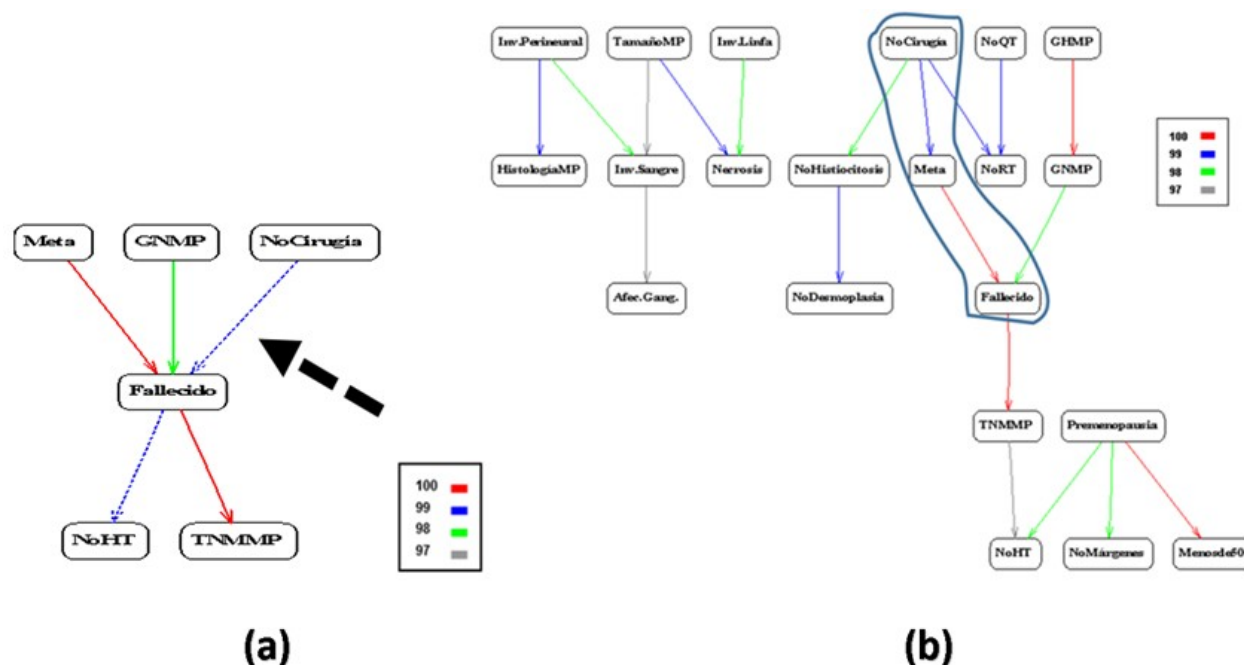 Meta GNMP NoCirugía
Fallecido
NoHT TNMMP
100
99
98
97
(a)
Inv.Perineural TamañoMP Inv.Linfa NoCirugía NoQT GHMP
HistologíaMP Inv.Sangre Necrosis NoHistiocitosis Meta NoRT GNMP
Afec.Gang. NoDesmoplasia Fallecido
TNMMP Premenopausia
NoHT NoMárgenes Menosde50
100
99
98
97
(b)